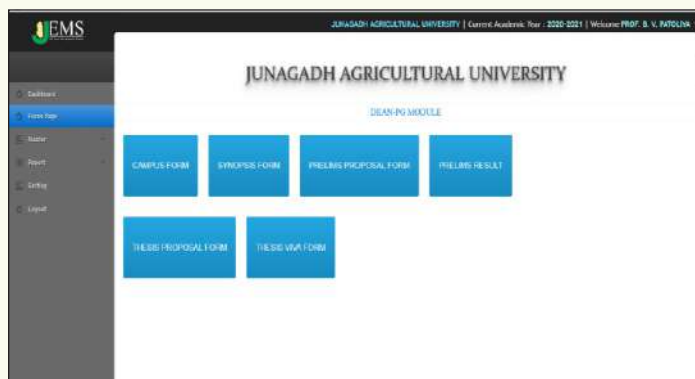 JEMS
JUNAGADH AGRICULTURAL UNIVERSITY | Current Academic Year : 2020-2021 | Welcome PROF. B. V. PATOLIYA
JUNAGADH AGRICULTURAL UNIVERSITY
DEAN-PG MODULE
Dashboard
Home Page
Master
Report
Setting
Logout
CAMPUS FORM
SYNOPSIS FORM
PRELIMS PROPOSAL FORM
PRELIMS RESULT
THESIS PROPOSAL FORM
THESIS VIVA FORM